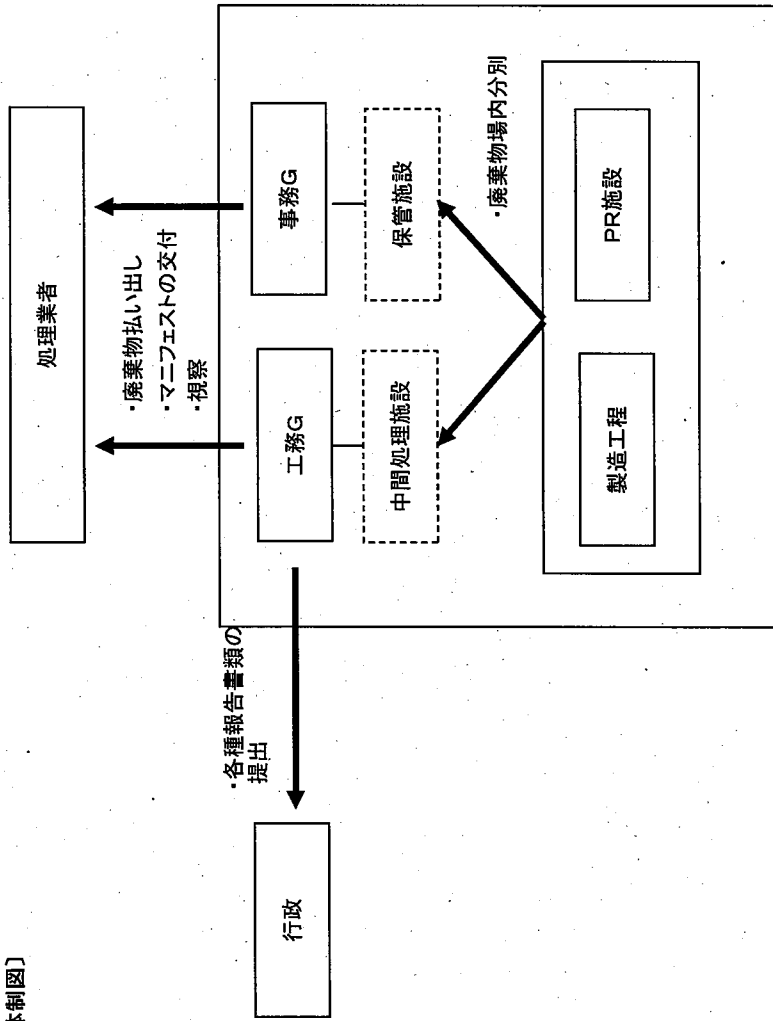 体制図〕
行政
・各種報告書類の
提出
処理業者
・廃棄物払い出し
・マニフェストの交付
・視察
工務G
事務G
中間処理施設
保管施設
・廃棄物場内分別
製造工程
PR施設